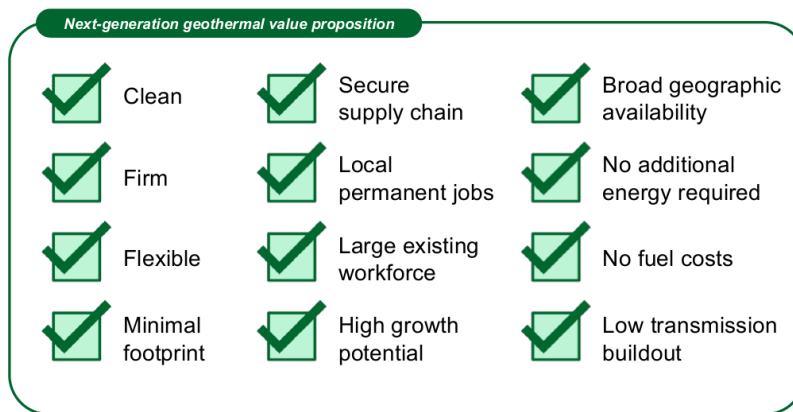 Next-generation geothermal value proposition
Clean
Firm
Flexible
Minimal
footprint
Secure
supply chain
Local
permanent jobs
Large existing
workforce
High growth
potential
Broad geographic
availability
No additional
energy required
No fuel costs
Low transmission
buildout